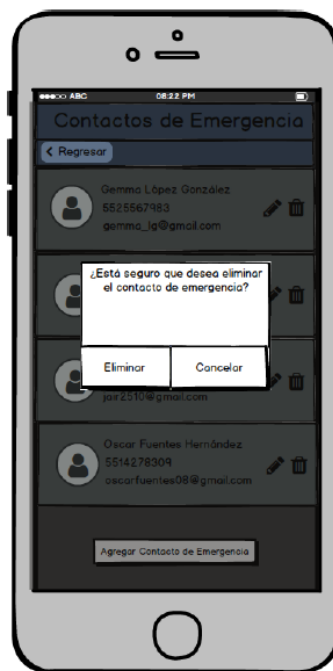 ABC 08:22 PM
Contactos de Emergencia
Regresar
Gemma López González
5525567983
gemma_lg@gmail.com
¿Está seguro que desea eliminar
el contacto de emergencia?
Eliminar Cancelar
jair2510@gmail.com
Oscar Fuentes Hernández
5514278309
oscarfuentes08@gmail.com
Agregar Contacto de Emergencia